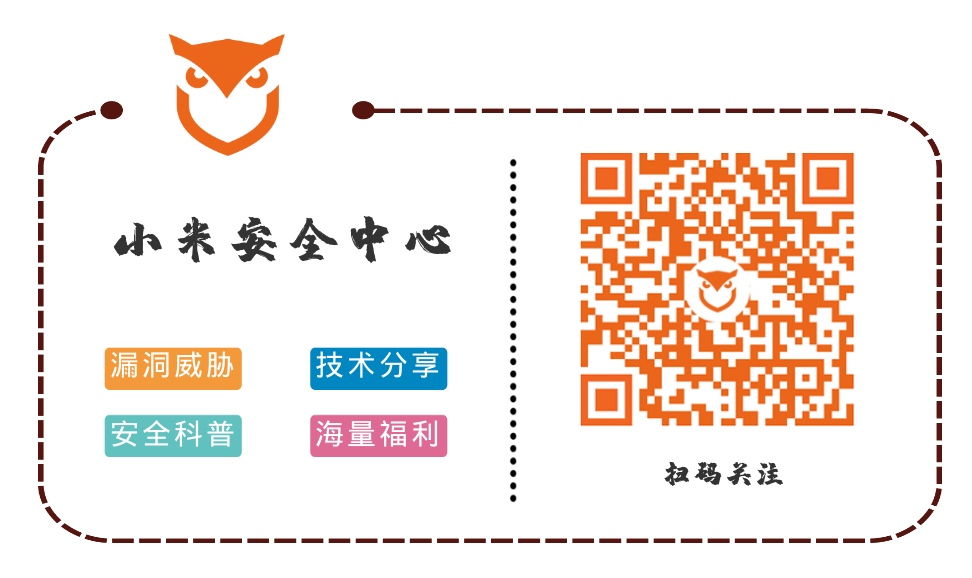 小米安全中心
漏洞威胁
技术分享
安全科普
海量福利
扫码关注